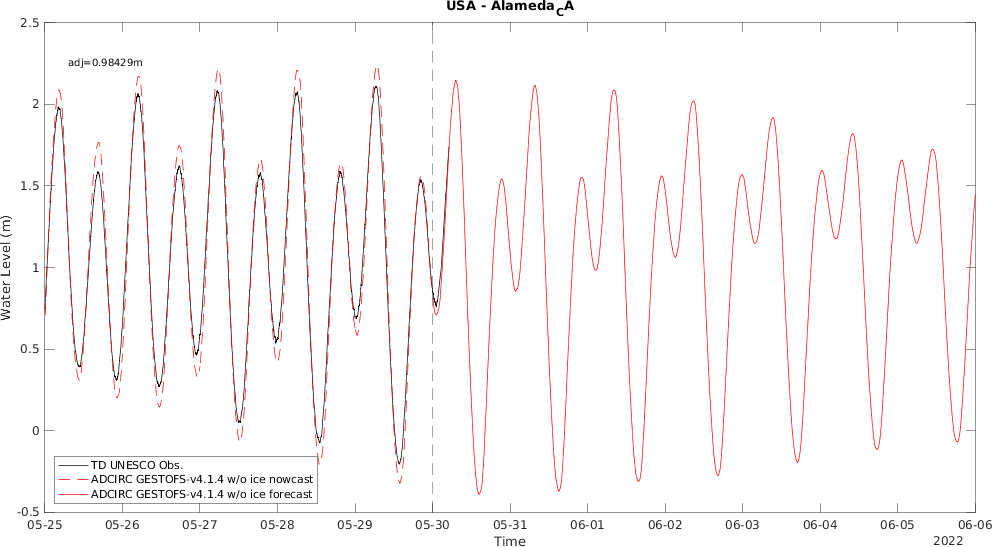 USA - Alameda_CA
adj=0.98429m
2.5
2
1.5
1
0.5
0
-0.5
Water Level (m)
TD UNESCO Obs.
ADCIRC GESTOFS-v4.1.4 w/o ice nowcast
ADCIRC GESTOFS-v4.1.4 w/o ice forecast
05-25 05-26 05-27 05-28 05-29 05-30 05-31 06-01 06-02 06-03 06-04 06-05 06-06
Time
2022